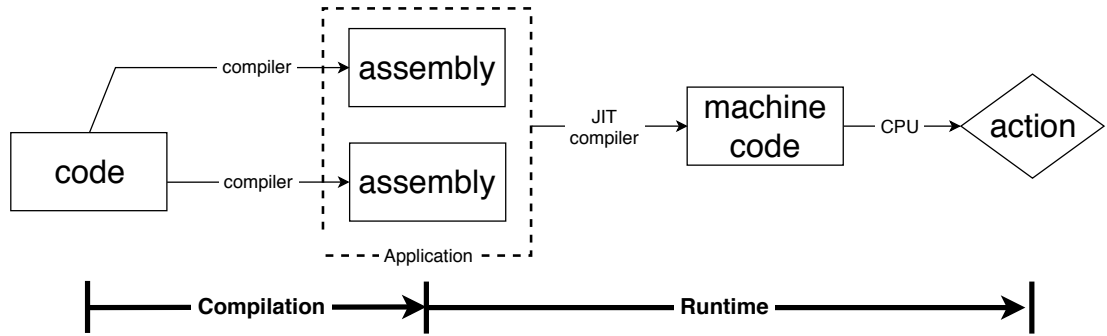 compiler
assembly
code
compiler
assembly
Application
JIT
compiler
machine
code
CPU
action
Compilation
Runtime